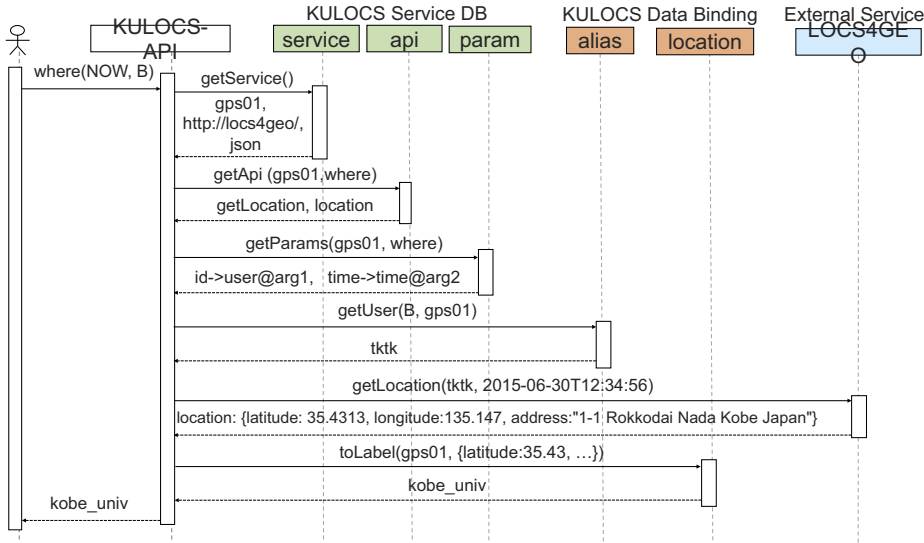 KULOCS Service DB
KULOCS Data Binding
External Service
KULOCS-
API
service
api
param
alias
location
LOCS4GE
O
where(NOW, B)
getService()
gps01,
http://locs4geo/,
json
getApi (gps01,where)
getLocation, location
getParams(gps01, where)
id->user@arg1, time->time@arg2
getUser(B, gps01)
tktk
getLocation(tktk, 2015-06-30T12:34:56)
location: {latitude: 35.4313, longitude:135.147, address:"1-1 Rokkodai Nada Kobe Japan"}
toLabel(gps01, {latitude:35.43, …})
kobe_univ
kobe_univ